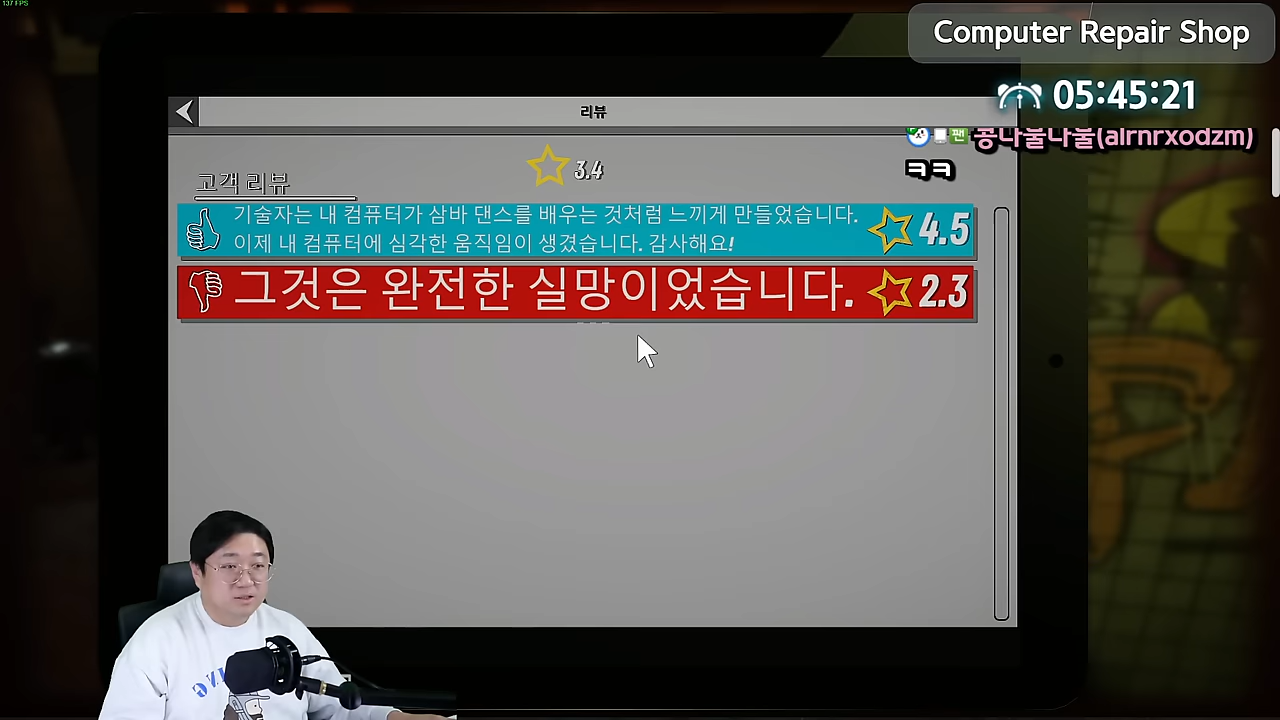 137 FPS
Computer Repair Shop
05:45:21
리뷰
팬 콩나물나물(alrnrxodzm)
ㅋㅋ
3.4
고객 리뷰
기술자는 내 컴퓨터가 삼바 댄스를 배우는 것처럼 느끼게 만들었습니다.
이제 내 컴퓨터에 심각한 움직임이 생겼습니다. 감사해요!
4.5
그것은 완전한 실망이었습니다.
2.3